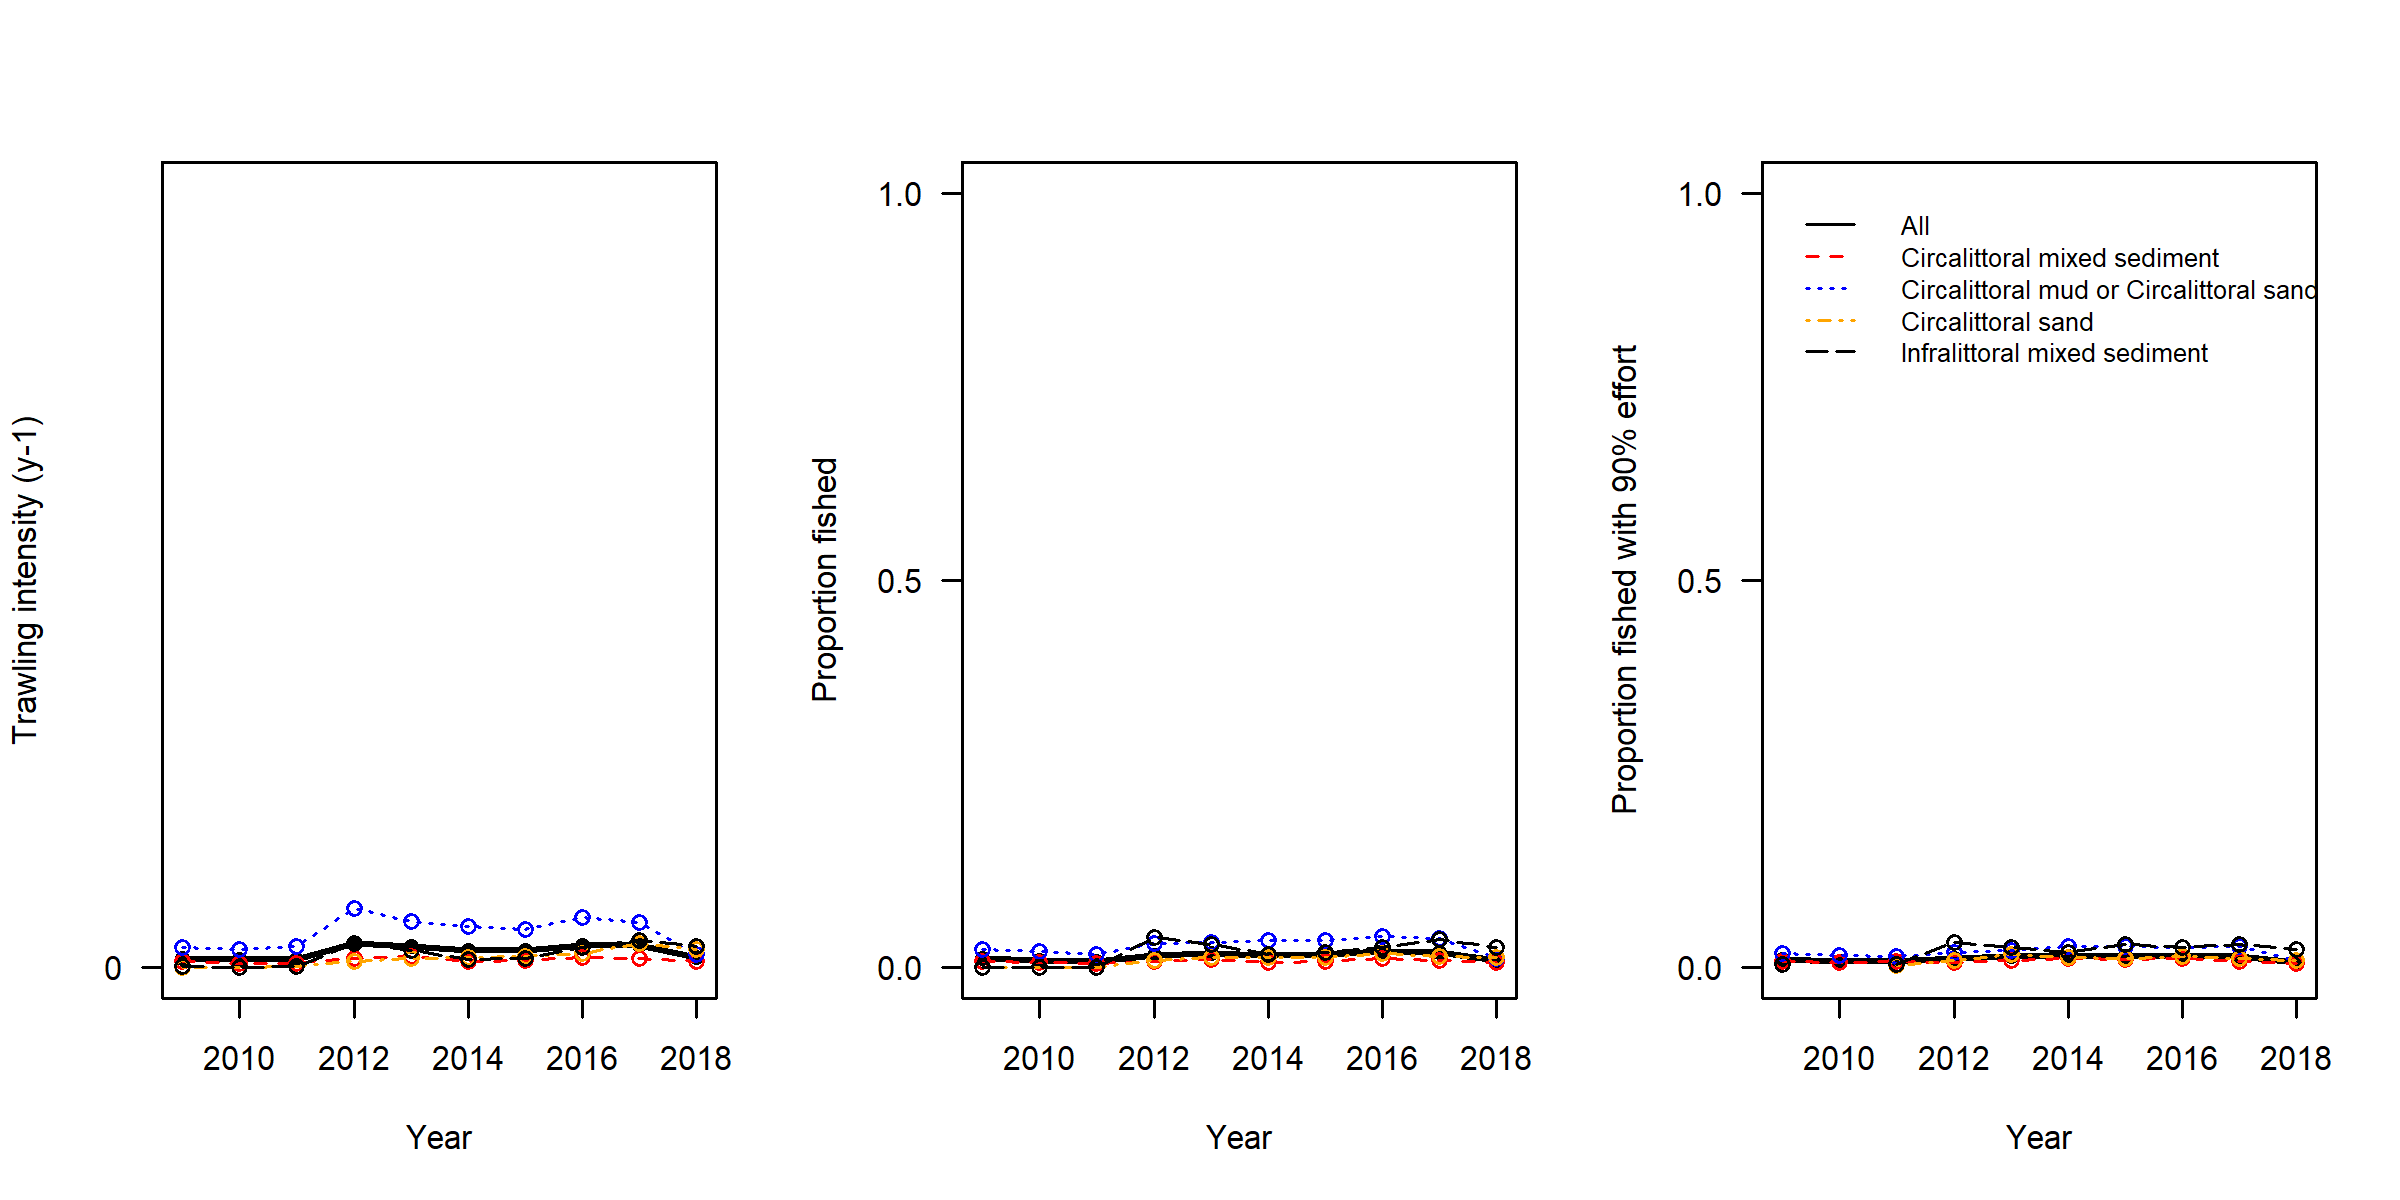 Trawling intensity (y-1)
0
2010 2012 2014 2016 2018
Year
Proportion fished
1.0
0.5
0.0
2010 2012 2014 2016 2018
Year
Proportion fished with 90% effort
1.0
0.5
0.0
All
Circalittoral mixed sediment
Circalittoral mud or Circalittoral sand
Circalittoral sand
Infralittoral mixed sediment
2010 2012 2014 2016 2018
Year